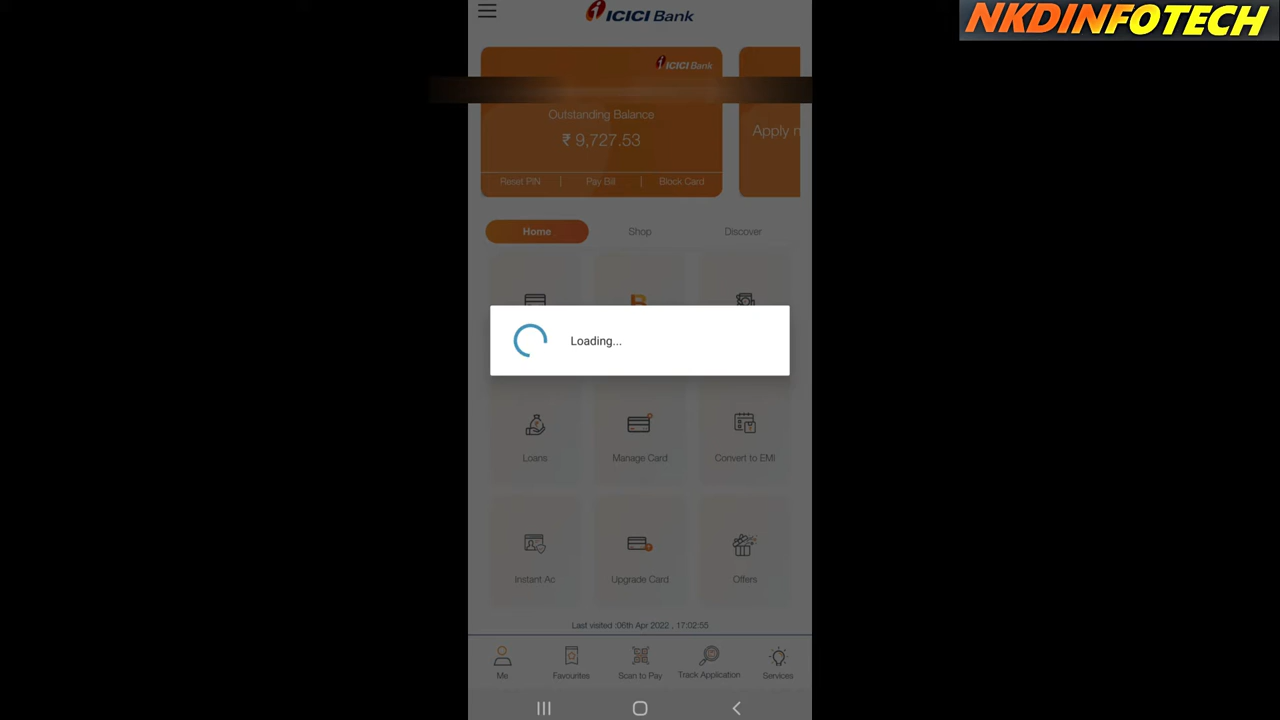 NKDINFOTECH
ICICI Bank
ICICI Bank
Outstanding Balance
₹ 9,727.53
Apply
Reset PIN | Pay Bill | Block Card
Home Shop Discover
Loading...
Loans Manage Card Convert to EMI
Instant Ac Upgrade Card Offers
Last visited :06th Apr 2022 , 17:02:55
Me Favourites Scan to Pay Track Application Services